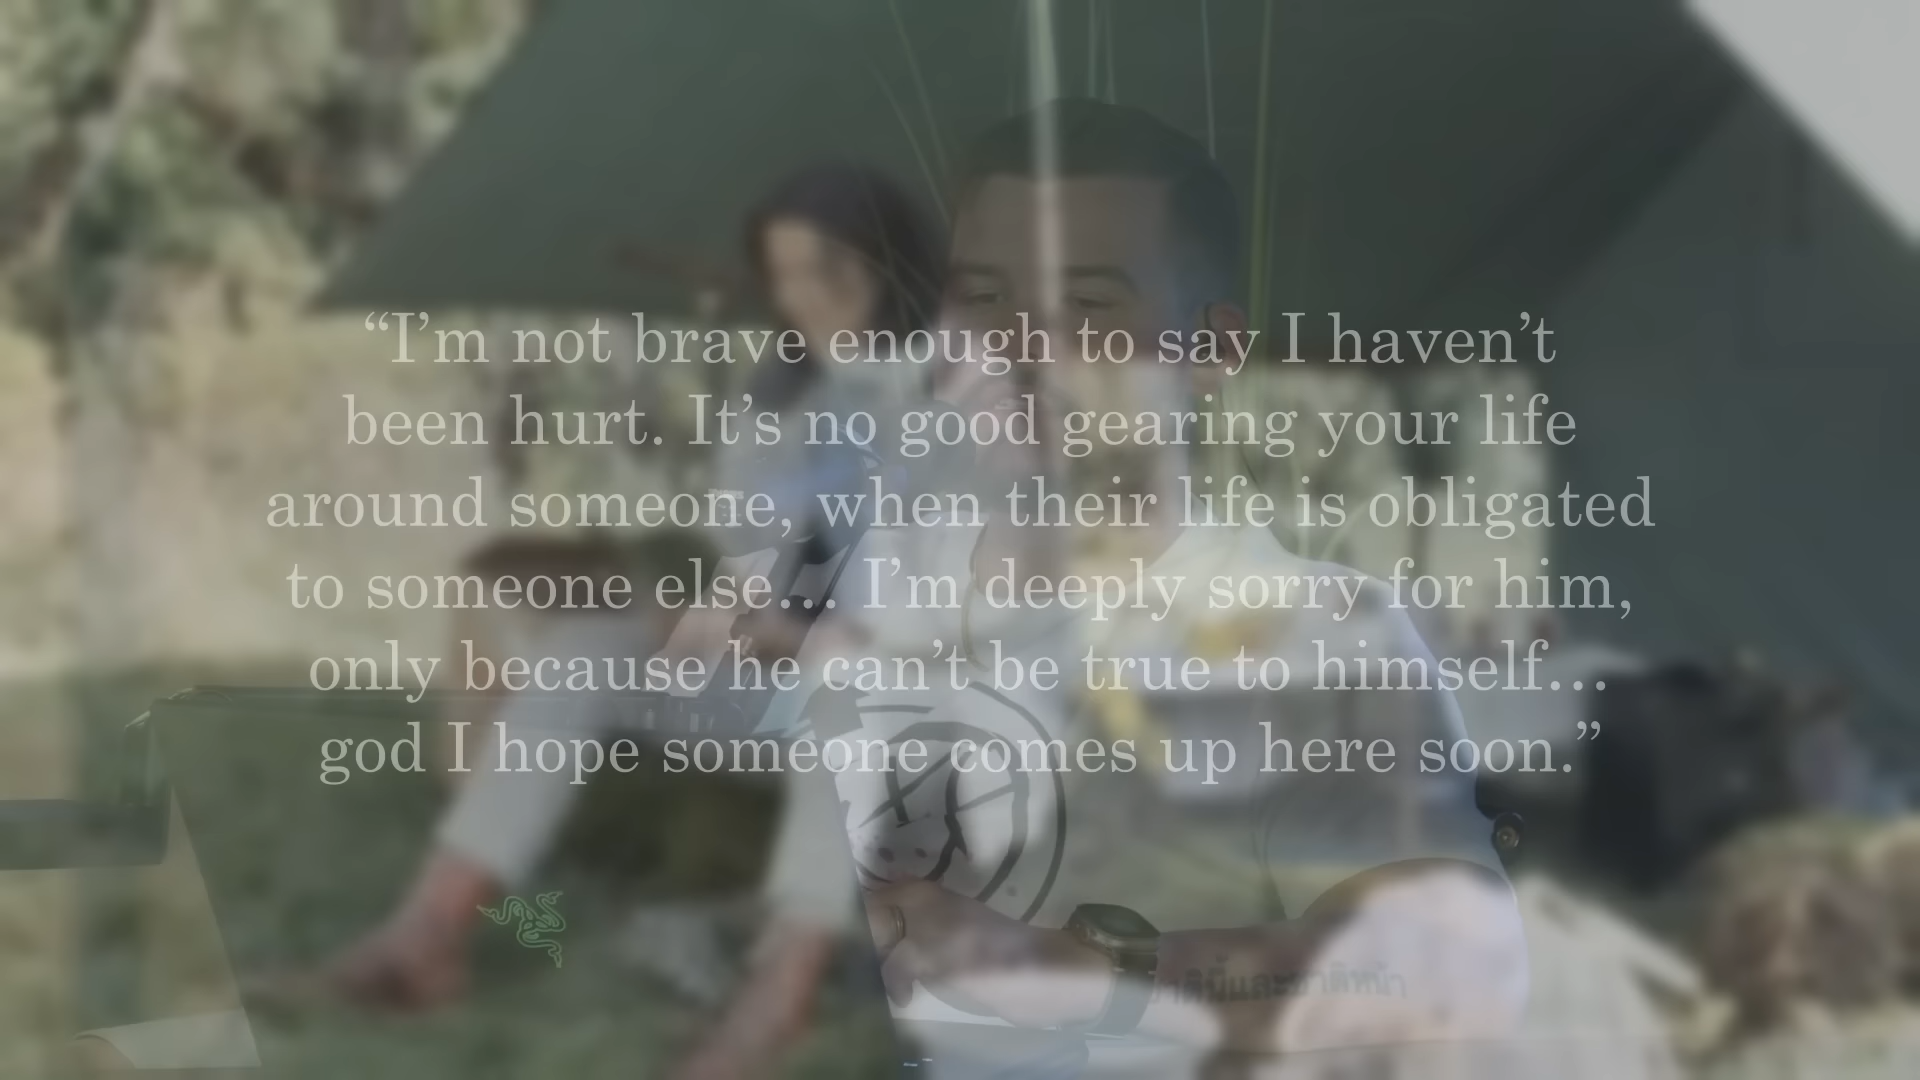 “I’m not brave enough to say I haven’t
been hurt. It’s no good gearing your life
around someone, when their life is obligated
to someone else... I’m deeply sorry for him,
only because he can’t be true to himself...
god I hope someone comes up here soon.”